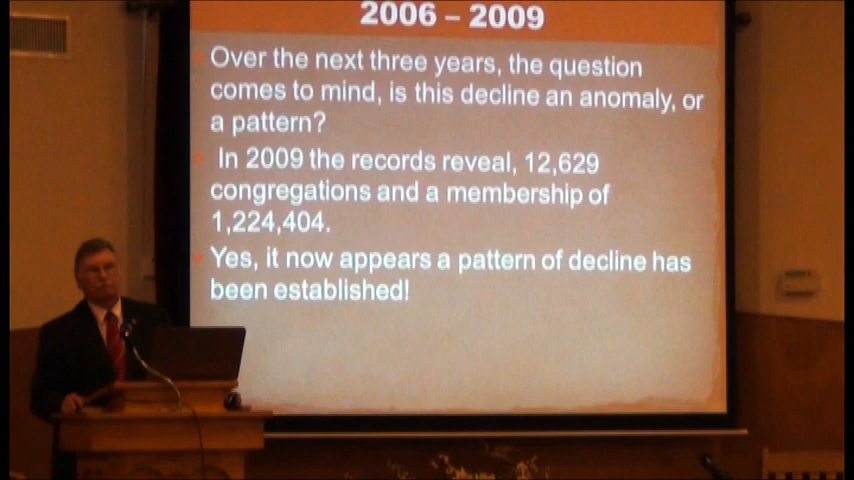 2006 – 2009
Over the next three years, the question
comes to mind, is this decline an anomaly, or
a pattern?
In 2009 the records reveal, 12,629
congregations and a membership of
1,224,404.
Yes, it now appears a pattern of decline has
been established!